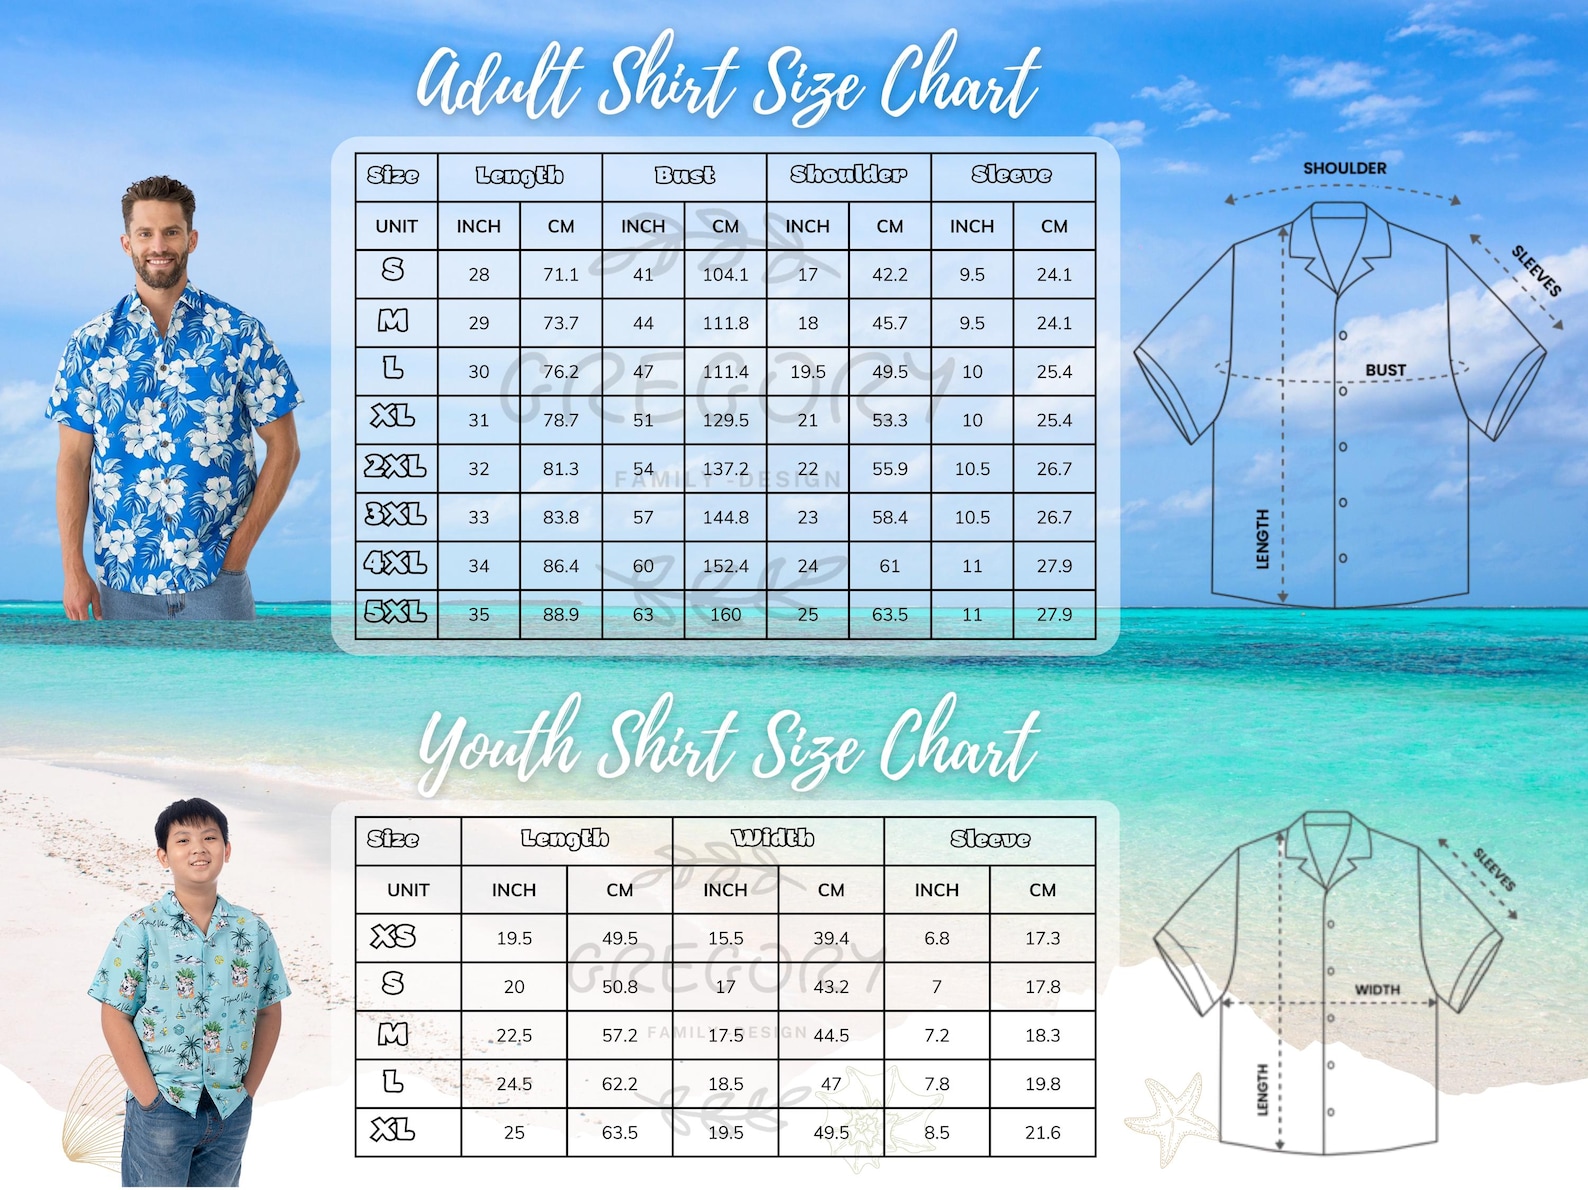 Adult Shirt Size Chart
Size Length Bust Shoulder Sleeve
UNIT INCH CM INCH CM INCH CM INCH CM
S 28 71.1 41 104.1 17 42.2 9.5 24.1
M 29 73.7 44 111.8 18 45.7 9.5 24.1
L 30 76.2 47 111.4 19.5 49.5 10 25.4
XL 31 78.7 51 129.5 21 53.3 10 25.4
2XL 32 81.3 54 137.2 22 55.9 10.5 26.7
3XL 33 83.8 57 144.8 23 58.4 10.5 26.7
4XL 34 86.4 60 152.4 24 61 11 27.9
5XL 35 88.9 63 160 25 63.5 11 27.9
GREGORY
FAMILY -DESIGN
SHOULDER
SLEEVES
BUST
LENGTH
Youth Shirt Size Chart
Size Length Width Sleeve
UNIT INCH CM INCH CM INCH CM
XS 19.5 49.5 15.5 39.4 6.8 17.3
S 20 50.8 17 43.2 7 17.8
M 22.5 57.2 17.5 44.5 7.2 18.3
L 24.5 62.2 18.5 47 7.8 19.8
XL 25 63.5 19.5 49.5 8.5 21.6
GREGORY
FAMILY -DESIGN
SLEEVES
WIDTH
LENGTH